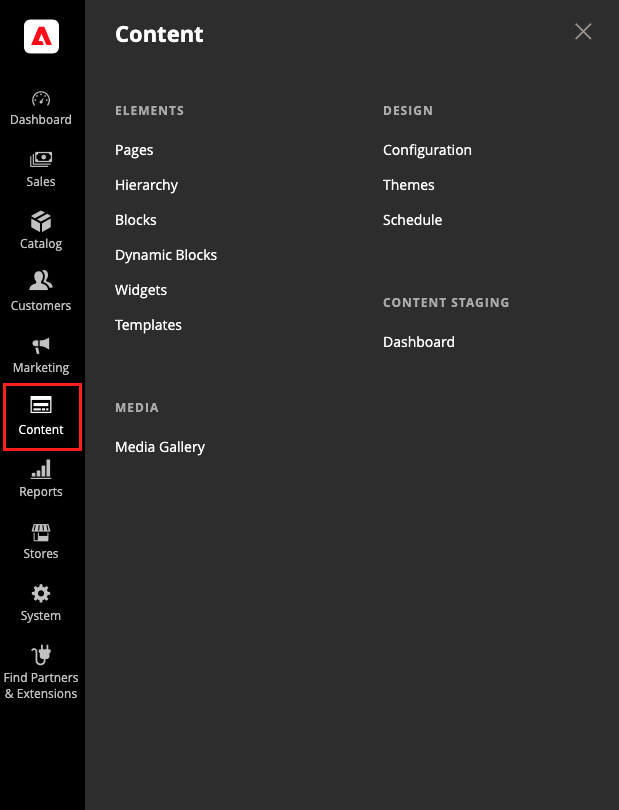 Dashboard
Sales
Catalog
Customers
Marketing
Content
Reports
Stores
System
Find Partners
& Extensions
Content
ELEMENTS
Pages
Hierarchy
Blocks
Dynamic Blocks
Widgets
Templates
MEDIA
Media Gallery
DESIGN
Configuration
Themes
Schedule
CONTENT STAGING
Dashboard